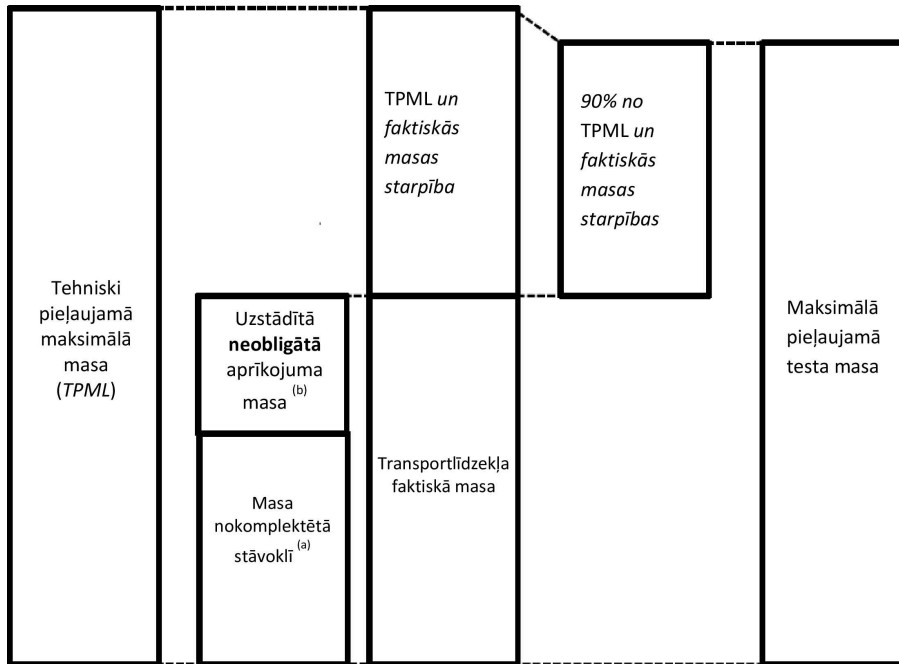 Tehniski
pieļaujamā
maksimālā
masa
(TPML)
Uzstādītā
neobligātā
aprīkojuma
masa (b)
Masa
nokomplektētā
stāvoklī (a)
TPML un
faktiskās
masas
starpība
Transportlīdzekļa
faktiskā masa
90% no
TPML un
faktiskās
masas
starpības
Maksimālā
pieļaujamā
testa masa